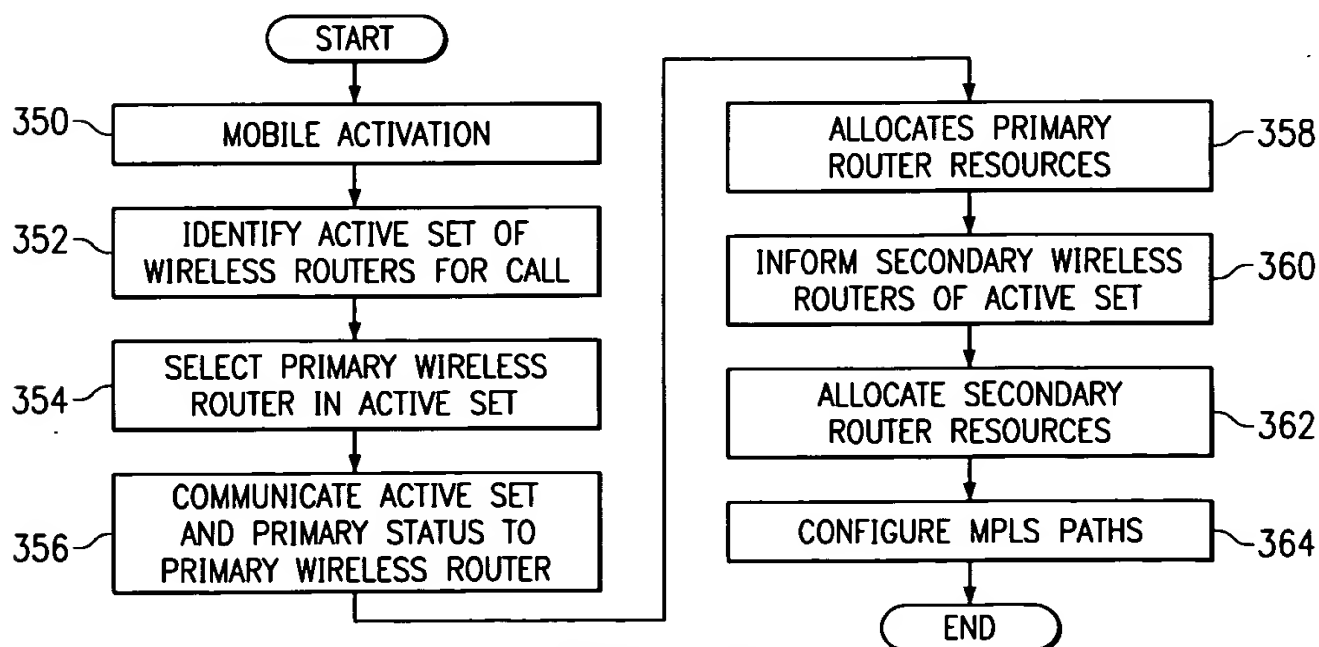 START
350
MOBILE ACTIVATION
352
IDENTIFY ACTIVE SET OF
WIRELESS ROUTERS FOR CALL
354
SELECT PRIMARY WIRELESS
ROUTER IN ACTIVE SET
356
COMMUNICATE ACTIVE SET
AND PRIMARY STATUS TO
PRIMARY WIRELESS ROUTER
ALLOCATES PRIMARY
ROUTER RESOURCES
358
INFORM SECONDARY WIRELESS
ROUTERS OF ACTIVE SET
360
ALLOCATE SECONDARY
ROUTER RESOURCES
362
CONFIGURE MPLS PATHS
364
END